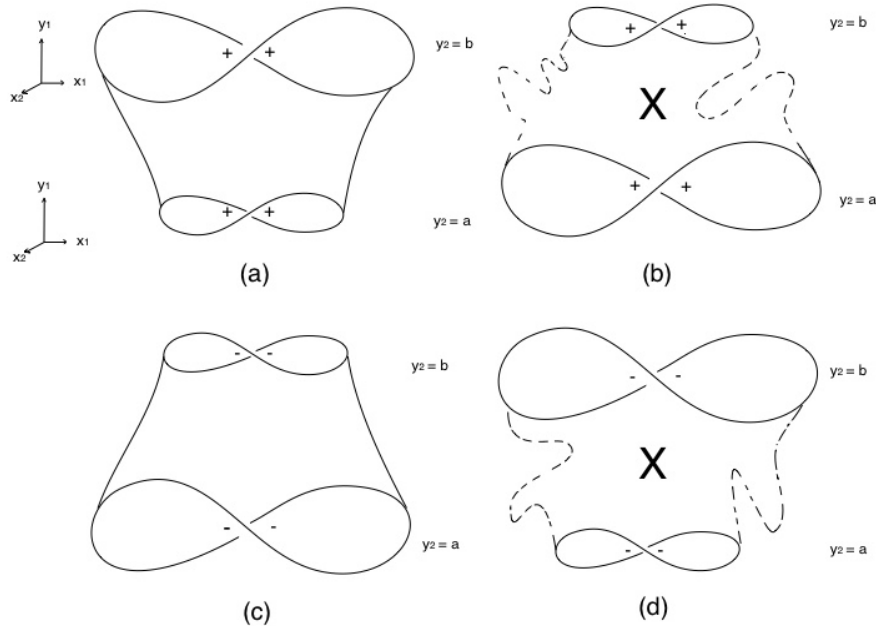 y1
x1
x2
+ +
y2 = b
y1
x1
x2
+ +
y2 = a
(a)
+ +
y2 = b
X
+ +
y2 = a
(b)
- -
y2 = b
- -
y2 = a
(c)
- -
y2 = b
X
- -
y2 = a
(d)